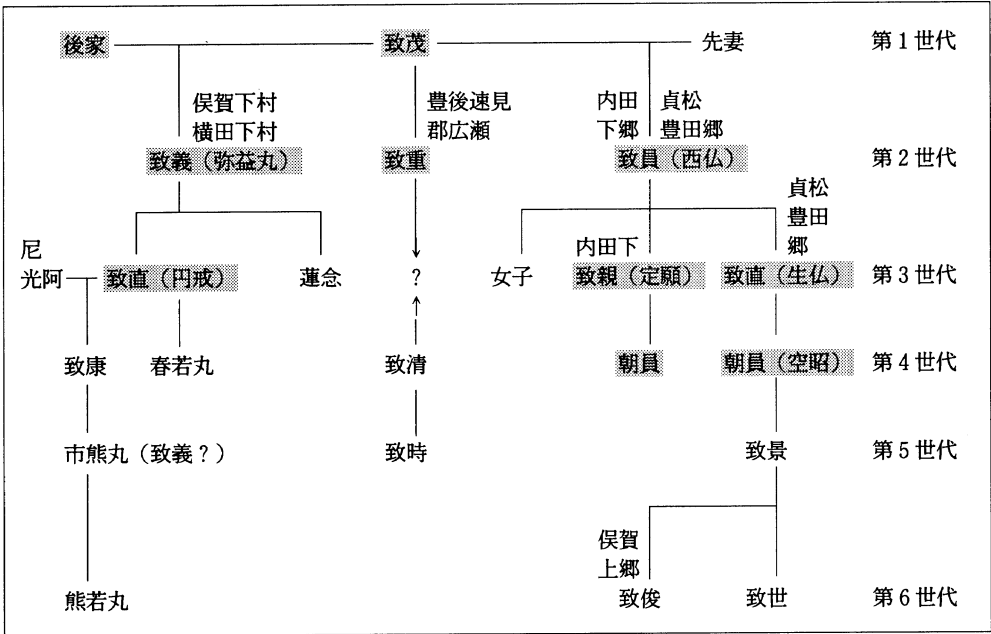 後家 致茂 先妻 第1世代
俣賀下村 豊後速見 内田 貞松
横田下村 郡広瀬 下郷 豊田郷
致義（弥益丸） 致重 致員（西仏） 第2世代
貞松
豊田
尼 内田下 郷
光阿 致直（円戒） 蓮念 ？ 女子 致親（定願） 致直（生仏） 第3世代
致康 春若丸 致清 朝員 朝員（空昭） 第4世代
市熊丸（致義？） 致時 致景 第5世代
俣賀
上郷
熊若丸 致俊 致世 第6世代